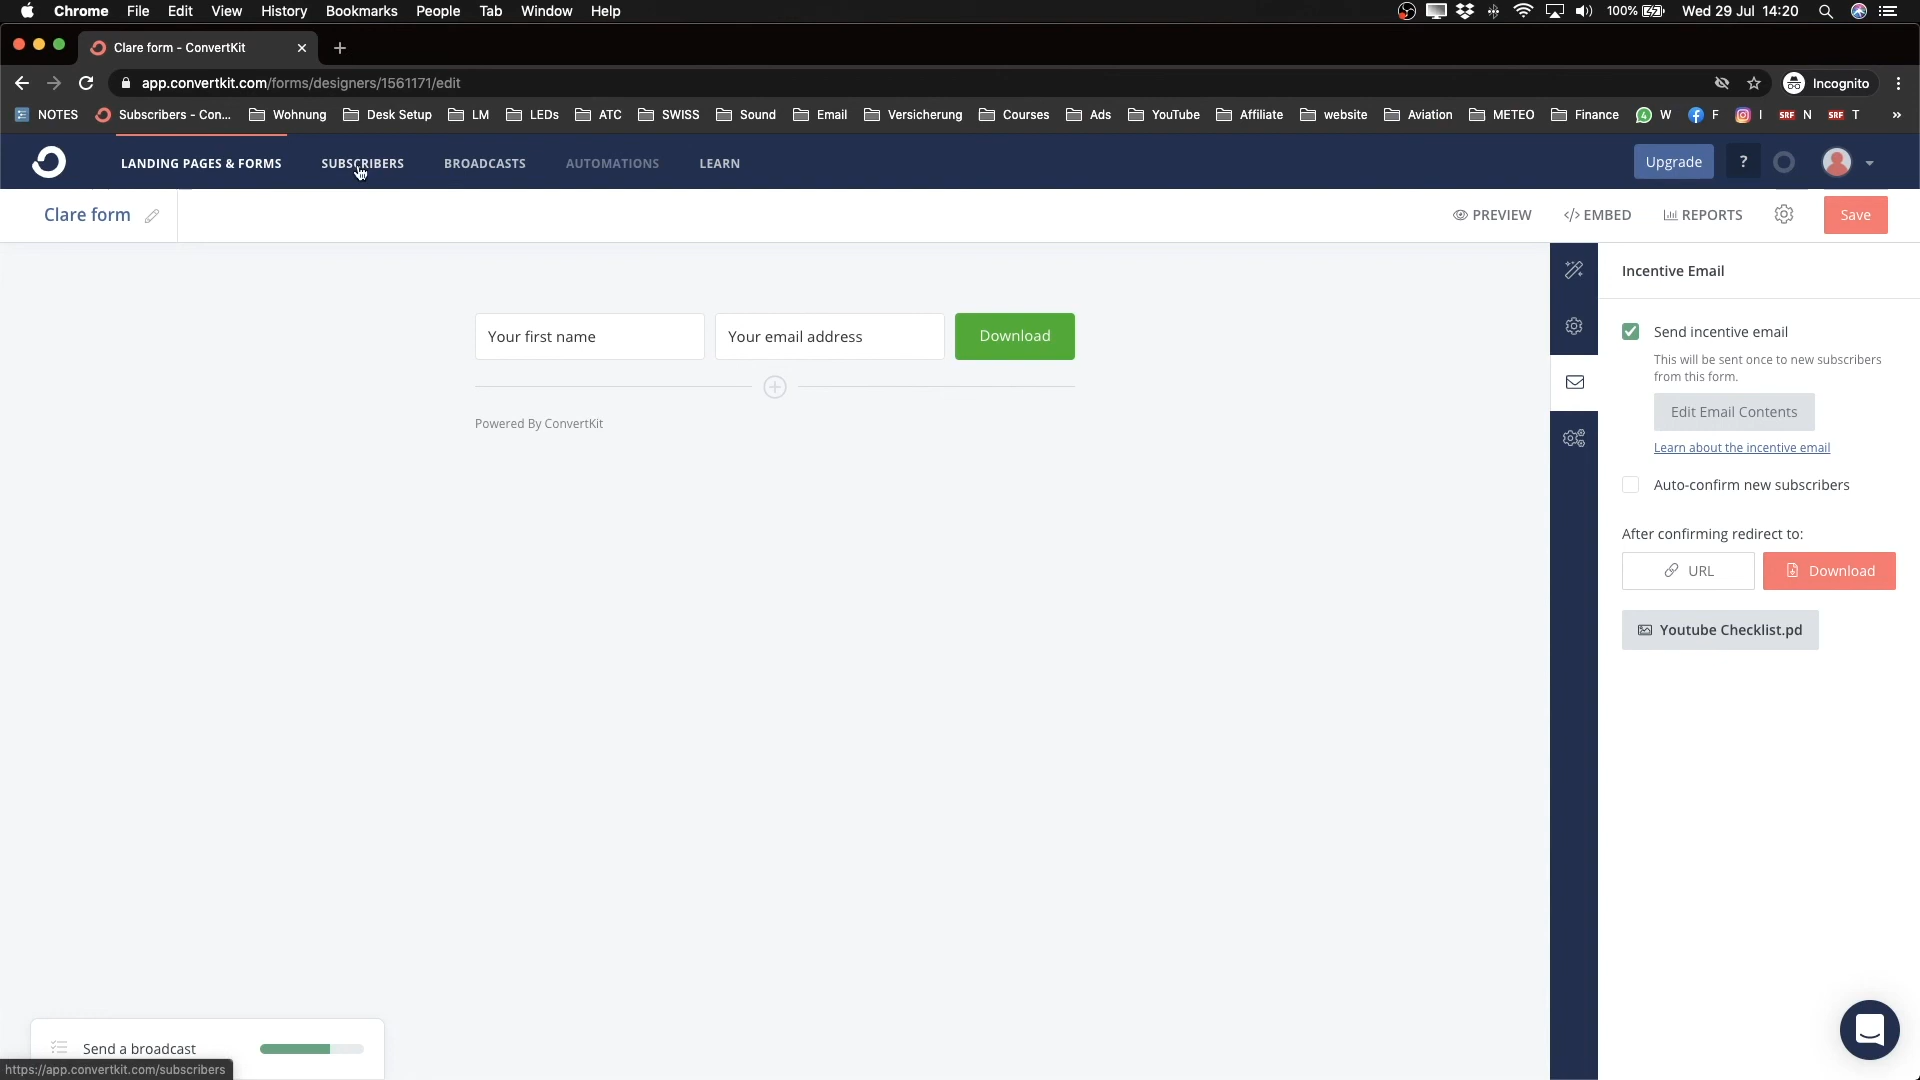 Chrome File Edit View History Bookmarks People Tab Window Help 100% Wed 29 Jul 14:20
Clare form - ConvertKit
app.convertkit.com/forms/designers/1561171/edit Incognito
NOTES Subscribers - Con... Wohnung Desk Setup LM LEDs ATC SWISS Sound Email Versicherung Courses Ads YouTube Affiliate website Aviation METEO Finance 4 W F I SRF N SRF T »
LANDING PAGES & FORMS SUBSCRIBERS BROADCASTS AUTOMATIONS LEARN Upgrade ?
Clare form PREVIEW </> EMBED REPORTS Save
Incentive Email
Your first name Your email address Download
Send incentive email
This will be sent once to new subscribers
from this form.
Edit Email Contents
Learn about the incentive email
Powered By ConvertKit
Auto-confirm new subscribers
After confirming redirect to:
URL Download
Youtube Checklist.pd
Send a broadcast
https://app.convertkit.com/subscribers